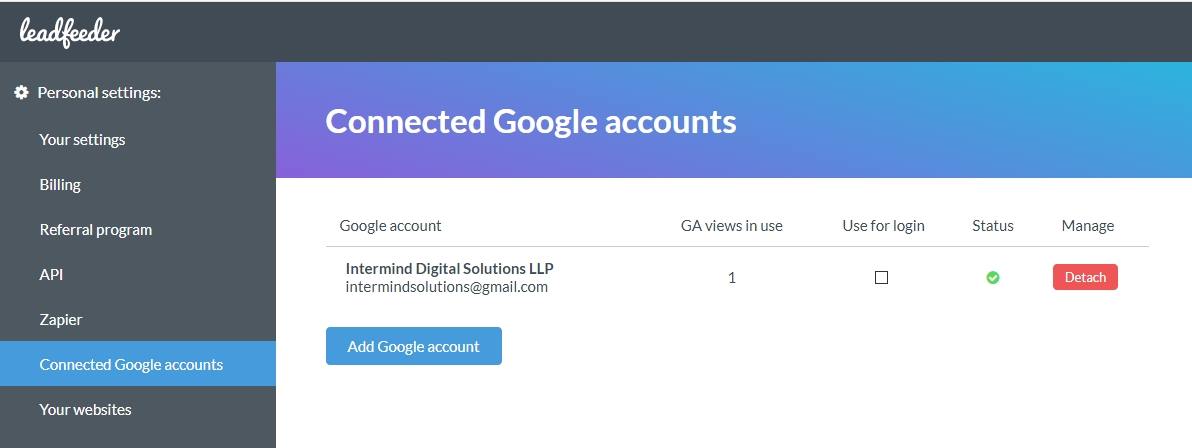 leadfeeder
Personal settings:
Your settings
Billing
Referral program
API
Zapier
Connected Google accounts
Your websites
Connected Google accounts
Google account GA views in use Use for login Status Manage
Intermind Digital Solutions LLP
intermindsolutions@gmail.com 1 Detach
Add Google account